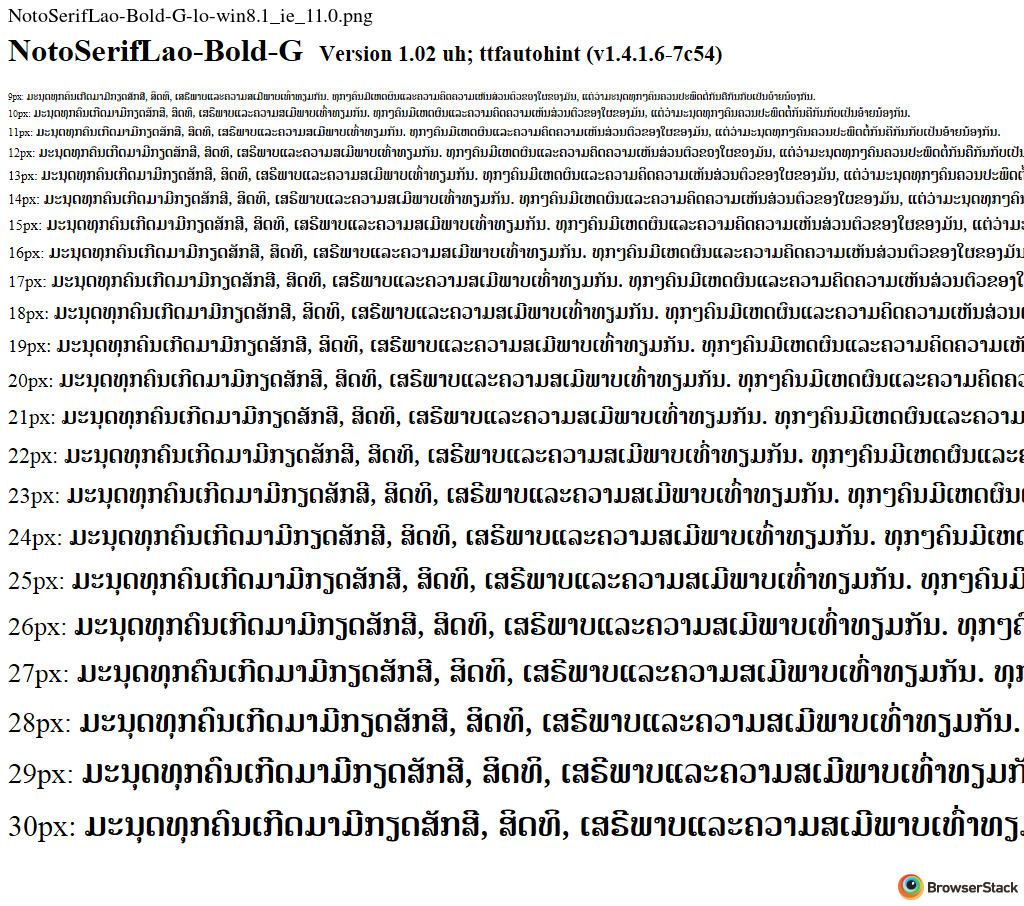 NotoSerifLao-Bold-G-lo-win8.1_ie_11.0.png
NotoSerifLao-Bold-G Version 1.02 uh; ttfautohint (v1.4.1.6-7c54)
9px: ມະນຸດທຸກຄົນເກີດມາມີກຽດສັກສີ, ສິດທິ, ເສຣີພາບແລະຄວາມສເມີພາບເທົ່າທຽມກັນ. ທຸກໆຄົນມີເຫດຜົນແລະຄວາມຄິດຄວາມເຫັນສ່ວນຕົວຂອງໃຜຂອງມັນ, ແຕ່ວ່າມະນຸດທຸກໆຄົນຄວນປະພຶດຕໍ່ກັນຄືກັນກັບເປັນອ້າຍນ້ອງກັນ.
10px: ມະນຸດທຸກຄົນເກີດມາມີກຽດສັກສີ, ສິດທິ, ເສຣີພາບແລະຄວາມສເມີພາບເທົ່າທຽມກັນ. ທຸກໆຄົນມີເຫດຜົນແລະຄວາມຄິດຄວາມເຫັນສ່ວນຕົວຂອງໃຜຂອງມັນ, ແຕ່ວ່າມະນຸດທຸກໆຄົນຄວນປະພຶດຕໍ່ກັນຄືກັນກັບເປັນອ້າຍນ້ອງກັນ.
11px: ມະນຸດທຸກຄົນເກີດມາມີກຽດສັກສີ, ສິດທິ, ເສຣີພາບແລະຄວາມສເມີພາບເທົ່າທຽມກັນ. ທຸກໆຄົນມີເຫດຜົນແລະຄວາມຄິດຄວາມເຫັນສ່ວນຕົວຂອງໃຜຂອງມັນ, ແຕ່ວ່າມະນຸດທຸກໆຄົນຄວນປະພຶດຕໍ່ກັນຄືກັນກັບເປັນອ້າຍນ້ອງກັນ.
12px: ມະນຸດທຸກຄົນເກີດມາມີກຽດສັກສີ, ສິດທິ, ເສຣີພາບແລະຄວາມສເມີພາບເທົ່າທຽມກັນ. ທຸກໆຄົນມີເຫດຜົນແລະຄວາມຄິດຄວາມເຫັນສ່ວນຕົວຂອງໃຜຂອງມັນ, ແຕ່ວ່າມະນຸດທຸກໆຄົນຄວນປະພຶດຕໍ່ກັນຄືກັນກັບເປັນ
13px: ມະນຸດທຸກຄົນເກີດມາມີກຽດສັກສີ, ສິດທິ, ເສຣີພາບແລະຄວາມສເມີພາບເທົ່າທຽມກັນ. ທຸກໆຄົນມີເຫດຜົນແລະຄວາມຄິດຄວາມເຫັນສ່ວນຕົວຂອງໃຜຂອງມັນ, ແຕ່ວ່າມະນຸດທຸກໆຄົນຄວນປະພຶດຕໍ່
14px: ມະນຸດທຸກຄົນເກີດມາມີກຽດສັກສີ, ສິດທິ, ເສຣີພາບແລະຄວາມສເມີພາບເທົ່າທຽມກັນ. ທຸກໆຄົນມີເຫດຜົນແລະຄວາມຄິດຄວາມເຫັນສ່ວນຕົວຂອງໃຜຂອງມັນ, ແຕ່ວ່າມະນຸດທຸກໆຄົນ
15px: ມະນຸດທຸກຄົນເກີດມາມີກຽດສັກສີ, ສິດທິ, ເສຣີພາບແລະຄວາມສເມີພາບເທົ່າທຽມກັນ. ທຸກໆຄົນມີເຫດຜົນແລະຄວາມຄິດຄວາມເຫັນສ່ວນຕົວຂອງໃຜຂອງມັນ, ແຕ່ວ່າມະ
16px: ມະນຸດທຸກຄົນເກີດມາມີກຽດສັກສີ, ສິດທິ, ເສຣີພາບແລະຄວາມສເມີພາບເທົ່າທຽມກັນ. ທຸກໆຄົນມີເຫດຜົນແລະຄວາມຄິດຄວາມເຫັນສ່ວນຕົວຂອງໃຜຂອງມັນ
17px: ມະນຸດທຸກຄົນເກີດມາມີກຽດສັກສີ, ສິດທິ, ເສຣີພາບແລະຄວາມສເມີພາບເທົ່າທຽມກັນ. ທຸກໆຄົນມີເຫດຜົນແລະຄວາມຄິດຄວາມເຫັນສ່ວນຕົວຂອງໃ
18px: ມະນຸດທຸກຄົນເກີດມາມີກຽດສັກສີ, ສິດທິ, ເສຣີພາບແລະຄວາມສເມີພາບເທົ່າທຽມກັນ. ທຸກໆຄົນມີເຫດຜົນແລະຄວາມຄິດຄວາມເຫັນສ່ວນ
19px: ມະນຸດທຸກຄົນເກີດມາມີກຽດສັກສີ, ສິດທິ, ເສຣີພາບແລະຄວາມສເມີພາບເທົ່າທຽມກັນ. ທຸກໆຄົນມີເຫດຜົນແລະຄວາມຄິດຄວາມເຫັ
20px: ມະນຸດທຸກຄົນເກີດມາມີກຽດສັກສີ, ສິດທິ, ເສຣີພາບແລະຄວາມສເມີພາບເທົ່າທຽມກັນ. ທຸກໆຄົນມີເຫດຜົນແລະຄວາມຄິດຄວ
21px: ມະນຸດທຸກຄົນເກີດມາມີກຽດສັກສີ, ສິດທິ, ເສຣີພາບແລະຄວາມສເມີພາບເທົ່າທຽມກັນ. ທຸກໆຄົນມີເຫດຜົນແລະຄວາມ
22px: ມະນຸດທຸກຄົນເກີດມາມີກຽດສັກສີ, ສິດທິ, ເສຣີພາບແລະຄວາມສເມີພາບເທົ່າທຽມກັນ. ທຸກໆຄົນມີເຫດຜົນແລະຄ
23px: ມະນຸດທຸກຄົນເກີດມາມີກຽດສັກສີ, ສິດທິ, ເສຣີພາບແລະຄວາມສເມີພາບເທົ່າທຽມກັນ. ທຸກໆຄົນມີເຫດຜົນ
24px: ມະນຸດທຸກຄົນເກີດມາມີກຽດສັກສີ, ສິດທິ, ເສຣີພາບແລະຄວາມສເມີພາບເທົ່າທຽມກັນ. ທຸກໆຄົນມີເຫດ
25px: ມະນຸດທຸກຄົນເກີດມາມີກຽດສັກສີ, ສິດທິ, ເສຣີພາບແລະຄວາມສເມີພາບເທົ່າທຽມກັນ. ທຸກໆຄົນມີ
26px: ມະນຸດທຸກຄົນເກີດມາມີກຽດສັກສີ, ສິດທິ, ເສຣີພາບແລະຄວາມສເມີພາບເທົ່າທຽມກັນ. ທຸກໆຄົ
27px: ມະນຸດທຸກຄົນເກີດມາມີກຽດສັກສີ, ສິດທິ, ເສຣີພາບແລະຄວາມສເມີພາບເທົ່າທຽມກັນ. ທຸກ
28px: ມະນຸດທຸກຄົນເກີດມາມີກຽດສັກສີ, ສິດທິ, ເສຣີພາບແລະຄວາມສເມີພາບເທົ່າທຽມກັນ.
29px: ມະນຸດທຸກຄົນເກີດມາມີກຽດສັກສີ, ສິດທິ, ເສຣີພາບແລະຄວາມສເມີພາບເທົ່າທຽມກັ
30px: ມະນຸດທຸກຄົນເກີດມາມີກຽດສັກສີ, ສິດທິ, ເສຣີພາບແລະຄວາມສເມີພາບເທົ່າທຽ
BrowserStack